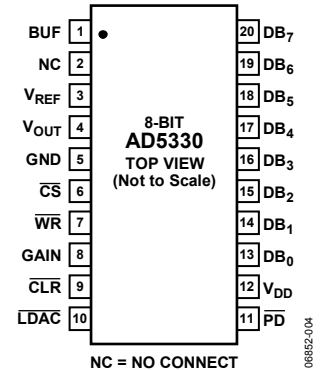 BUF 1
NC 2
VREF 3
VOUT 4
GND 5
CS 6
WR 7
GAIN 8
CLR 9
LDAC 10
8-BIT
AD5330
TOP VIEW
(Not to Scale)
20 DB7
19 DB6
18 DB5
17 DB4
16 DB3
15 DB2
14 DB1
13 DB0
12 VDD
11 PD
NC = NO CONNECT
06852-004